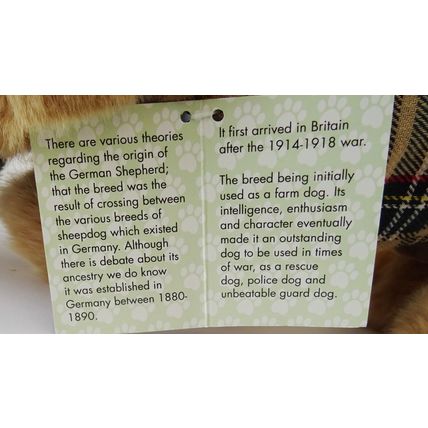 There are various theories
regarding the origin of
the German Shepherd;
that the breed was the
result of crossing between
the various breeds of
sheepdog which existed
in Germany. Although
there is debate about its
ancestry we do know
it was established in
Germany between 1880-
1890.
It first arrived in Britain
after the 1914-1918 war.
The breed being initially
used as a farm dog. Its
intelligence, enthusiasm
and character eventually
made it an outstanding
dog to be used in times
of war, as a rescue
dog, police dog and
unbeatable guard dog.